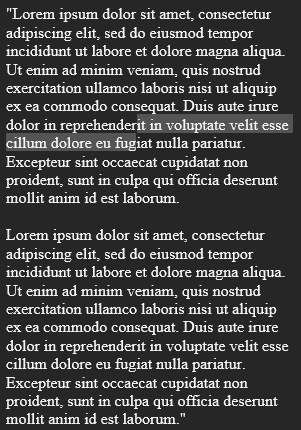 "Lorem ipsum dolor sit amet, consectetur
adipiscing elit, sed do eiusmod tempor
incididunt ut labore et dolore magna aliqua.
Ut enim ad minim veniam, quis nostrud
exercitation ullamco laboris nisi ut aliquip
ex ea commodo consequat. Duis aute irure
dolor in reprehenderit in voluptate velit esse
cillum dolore eu fugiat nulla pariatur.
Excepteur sint occaecat cupidatat non
proident, sunt in culpa qui officia deserunt
mollit anim id est laborum.

Lorem ipsum dolor sit amet, consectetur
adipiscing elit, sed do eiusmod tempor
incididunt ut labore et dolore magna aliqua.
Ut enim ad minim veniam, quis nostrud
exercitation ullamco laboris nisi ut aliquip
ex ea commodo consequat. Duis aute irure
dolor in reprehenderit in voluptate velit esse
cillum dolore eu fugiat nulla pariatur.
Excepteur sint occaecat cupidatat non
proident, sunt in culpa qui officia deserunt
mollit anim id est laborum."